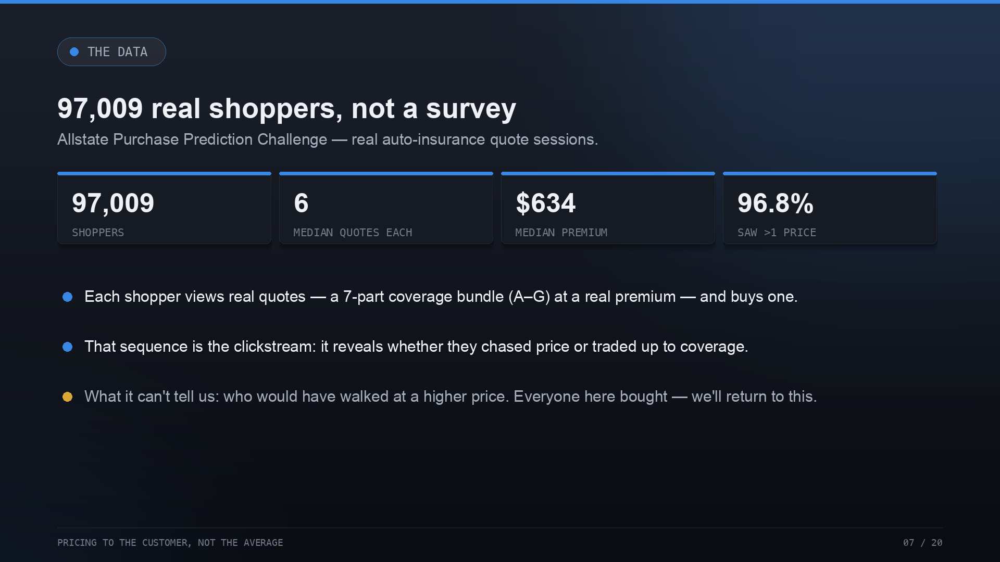 THE DATA
97,009 real shoppers, not a survey
Allstate Purchase Prediction Challenge — real auto-insurance quote sessions.
97,009
SHOPPERS
6
MEDIAN QUOTES EACH
$634
MEDIAN PREMIUM
96.8%
SAW >1 PRICE
Each shopper views real quotes — a 7-part coverage bundle (A–G) at a real premium — and buys one.
That sequence is the clickstream: it reveals whether they chased price or traded up to coverage.
What it can't tell us: who would have walked at a higher price. Everyone here bought — we'll return to this.
PRICING TO THE CUSTOMER, NOT THE AVERAGE
07 / 20